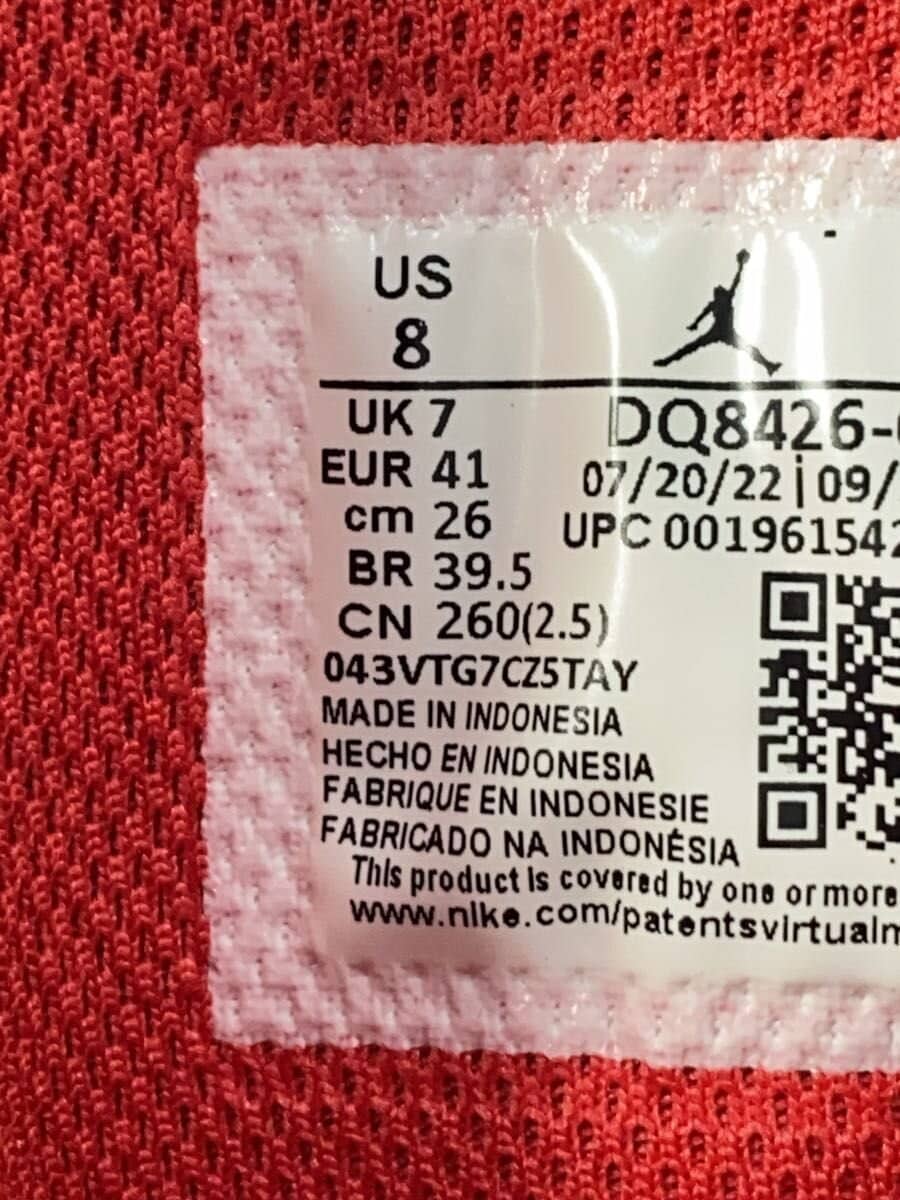 US
8
UK 7
EUR 41
cm 26
BR 39.5
CN 260(2.5)
DQ8426-
07/20/22 | 09/
UPC 00196154
043VTG7CZ5TAY
MADE IN INDONESIA
HECHO EN INDONESIA
FABRIQUE EN INDONESIE
FABRICADO NA INDONÉSIA
This product is covered by one or more
www.nike.com/patentsvirtualm